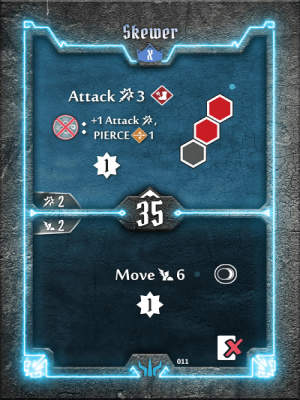 Skewer
X
Attack 3
: +1 Attack ,
PIERCE 1
1
2
35
2
Move 6
1
011